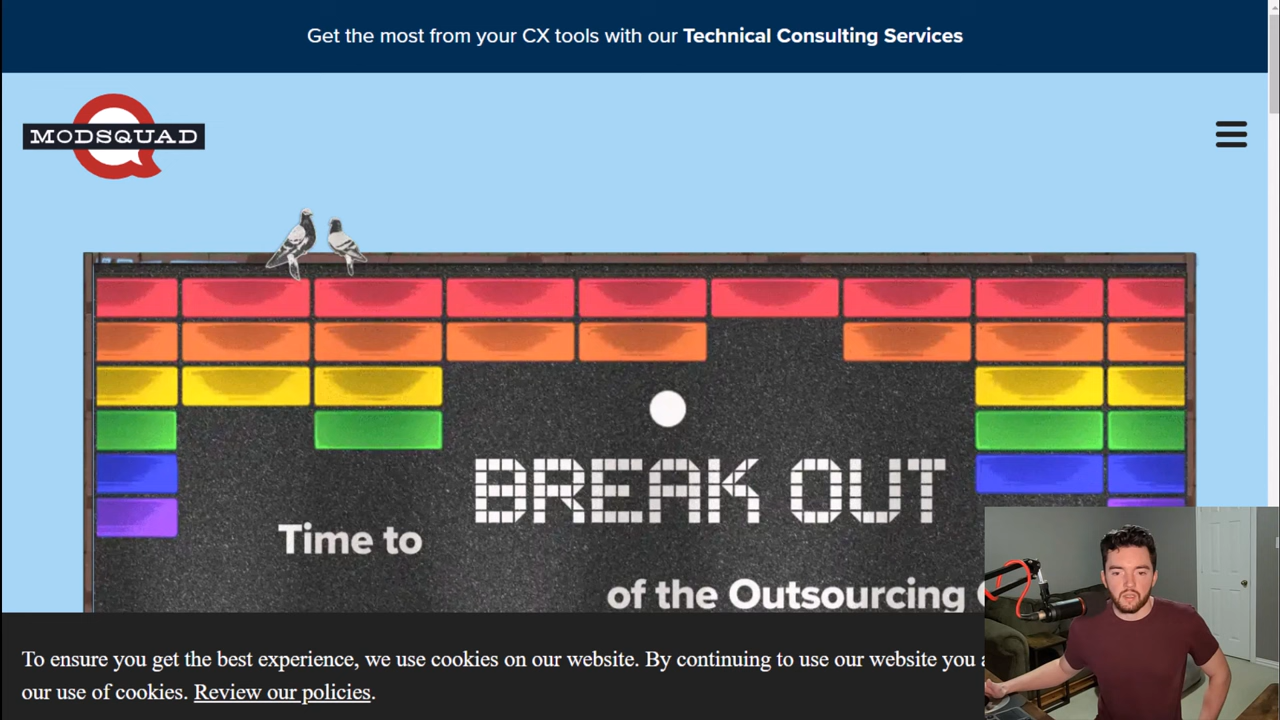 Get the most from your CX tools with our Technical Consulting Services
MODSQUAD
BREAK OUT
Time to
of the Outsourcing
To ensure you get the best experience, we use cookies on our website. By continuing to use our website you
our use of cookies. Review our policies.